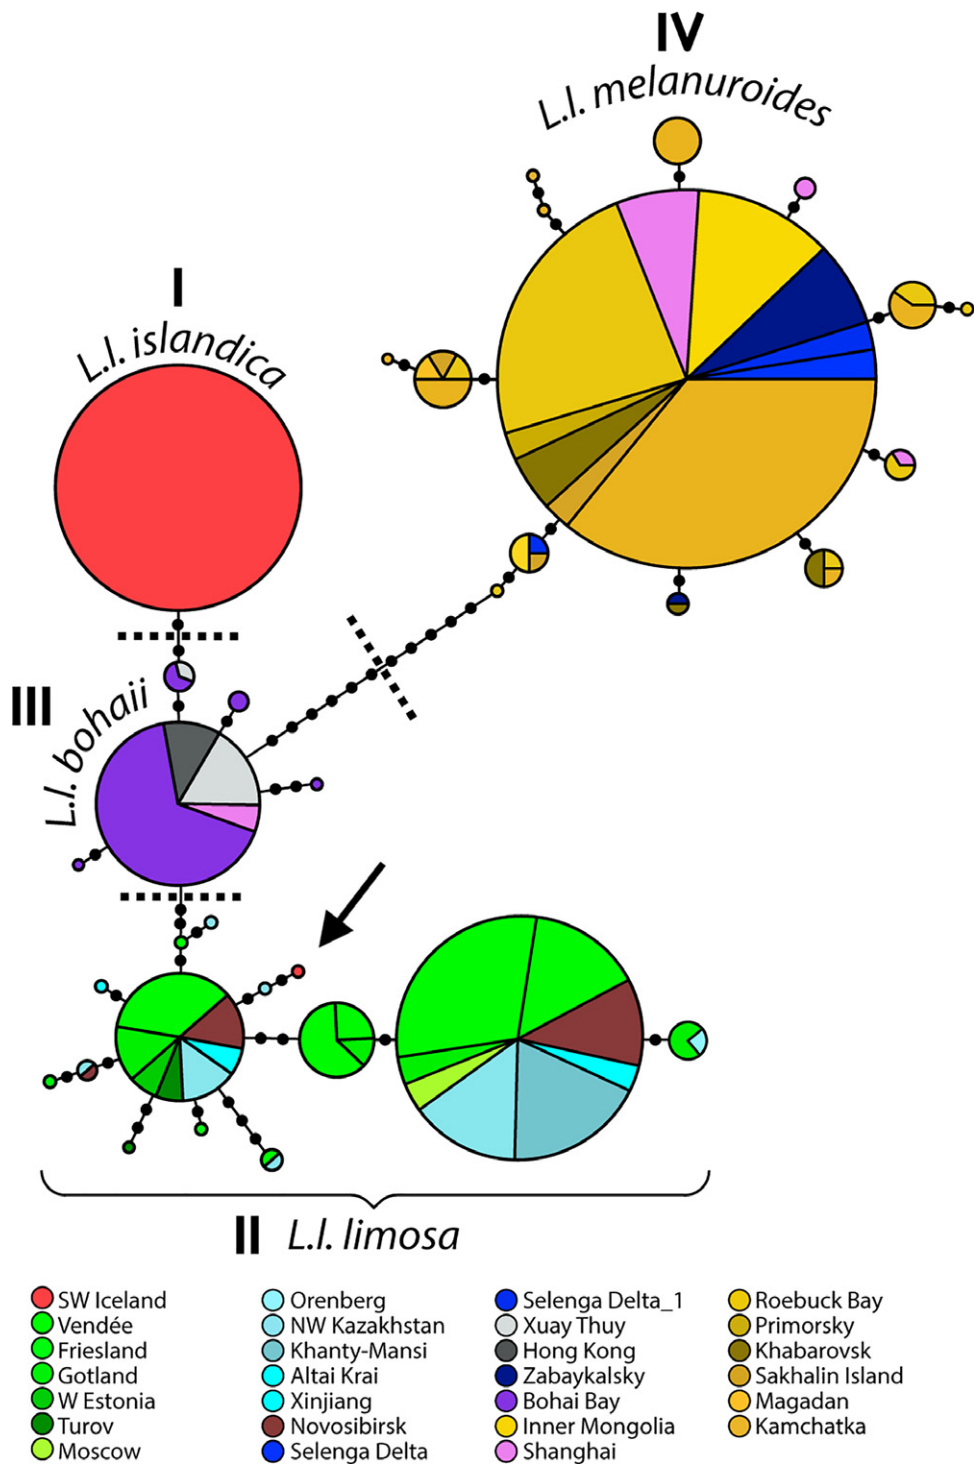 IV
L.l. melanuroides
I
L.l. islandica
III
L.l. bohaii
II L.l. limosa
SW Iceland
Vendée
Friesland
Gotland
W Estonia
Turov
Moscow
Orenberg
NW Kazakhstan
Khanty-Mansi
Altai Krai
Xinjiang
Novosibirsk
Selenga Delta
Selenga Delta_1
Xuay Thuy
Hong Kong
Zabaykalsky
Bohai Bay
Inner Mongolia
Shanghai
Roebuck Bay
Primorsky
Khabarovsk
Sakhalin Island
Magadan
Kamchatka